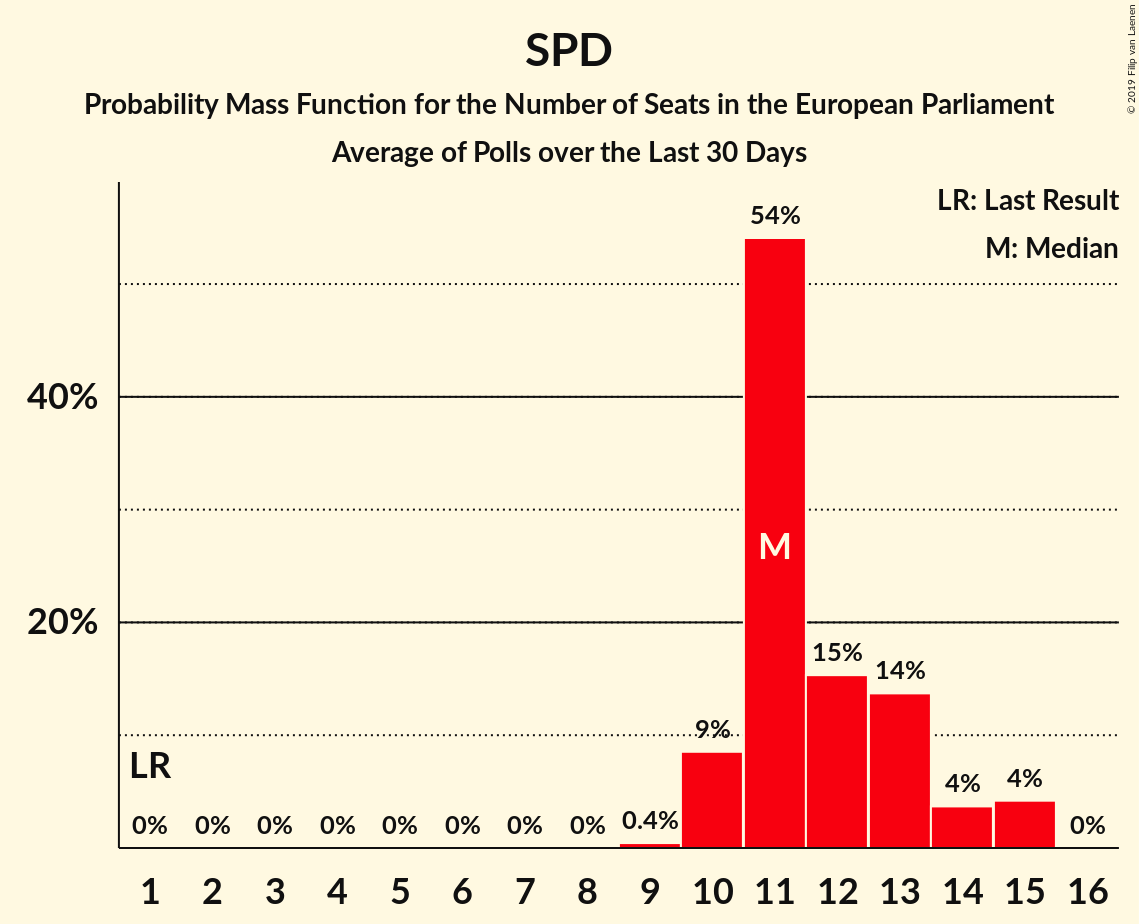 SPD
Probability Mass Function for the Number of Seats in the European Parliament
Average of Polls over the Last 30 Days
© 2019 Filip van Laenen
LR: Last Result
M: Median
54%
40%
M
20%
15%
14%
9%
LR
4%
4%
0%
0%
0%
0%
0%
0%
0%
0%
0.4%
0%
1 2 3 4 5 6 7 8 9 10 11 12 13 14 15 16